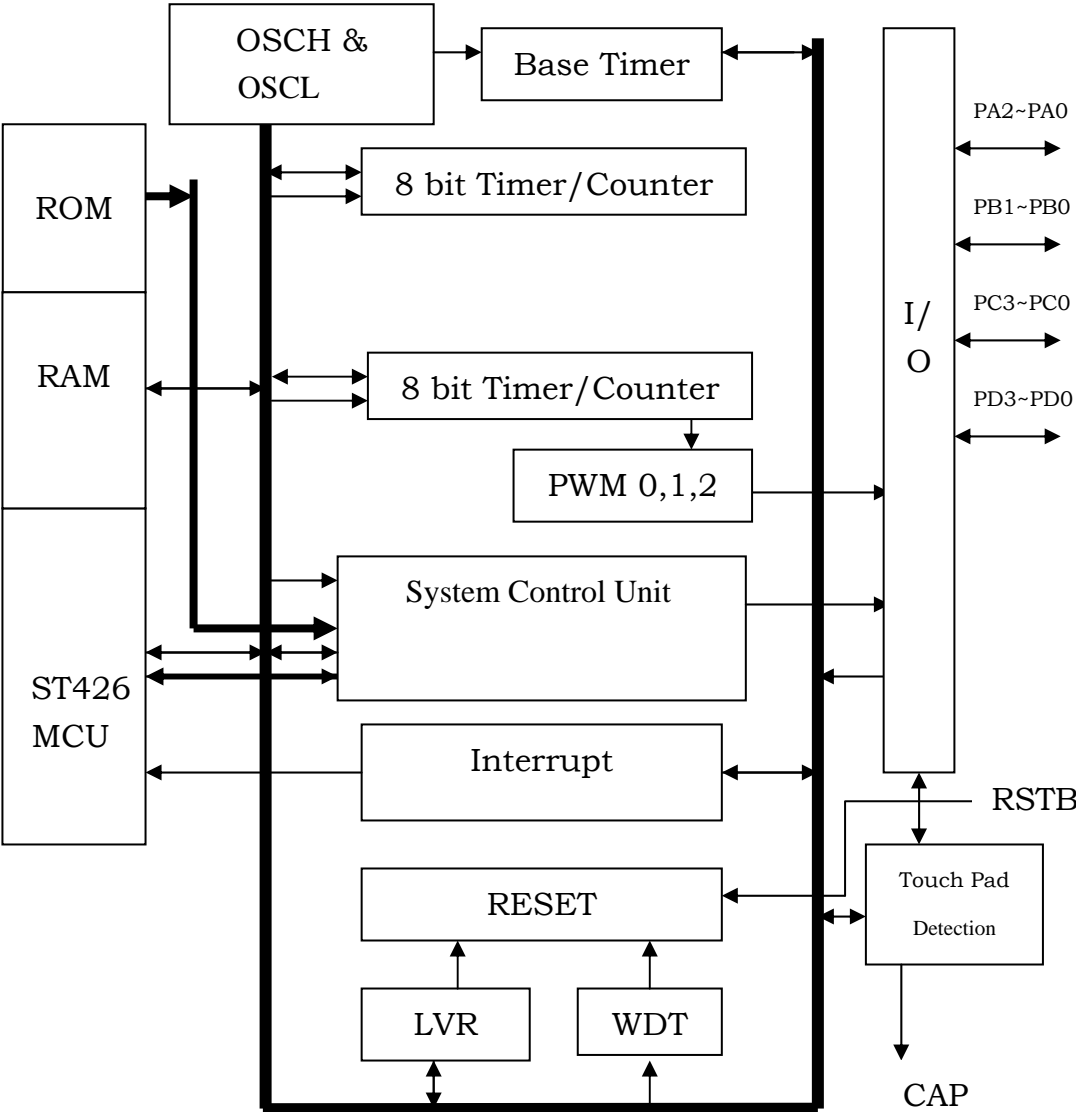 OSCH &
OSCL
Base Timer
PA2~PA0
8 bit Timer/Counter
ROM
PB1~PB0
PC3~PC0
I/
O
RAM
8 bit Timer/Counter
PD3~PD0
PWM 0,1,2
System Control Unit
ST426
MCU
Interrupt
RSTB
Touch Pad
Detection
RESET
LVR
WDT
CAP